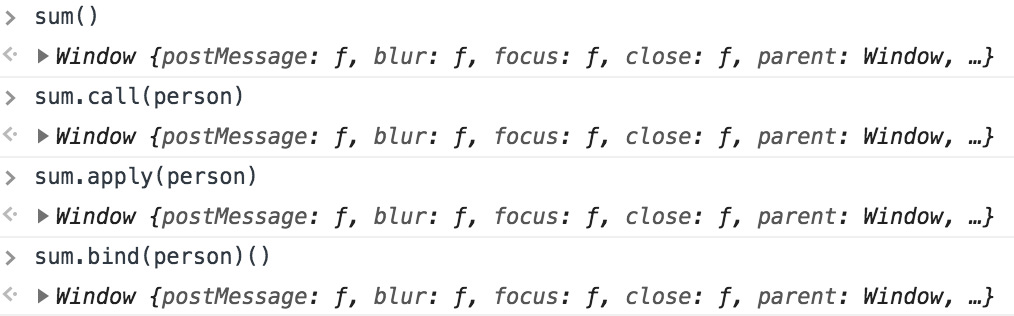 > sum()
<· ▶Window {postMessage: ƒ, blur: ƒ, focus: ƒ, close: ƒ, parent: Window, …}
> sum.call(person)
<· ▶Window {postMessage: ƒ, blur: ƒ, focus: ƒ, close: ƒ, parent: Window, …}
> sum.apply(person)
<· ▶Window {postMessage: ƒ, blur: ƒ, focus: ƒ, close: ƒ, parent: Window, …}
> sum.bind(person)()
<· ▶Window {postMessage: ƒ, blur: ƒ, focus: ƒ, close: ƒ, parent: Window, …}